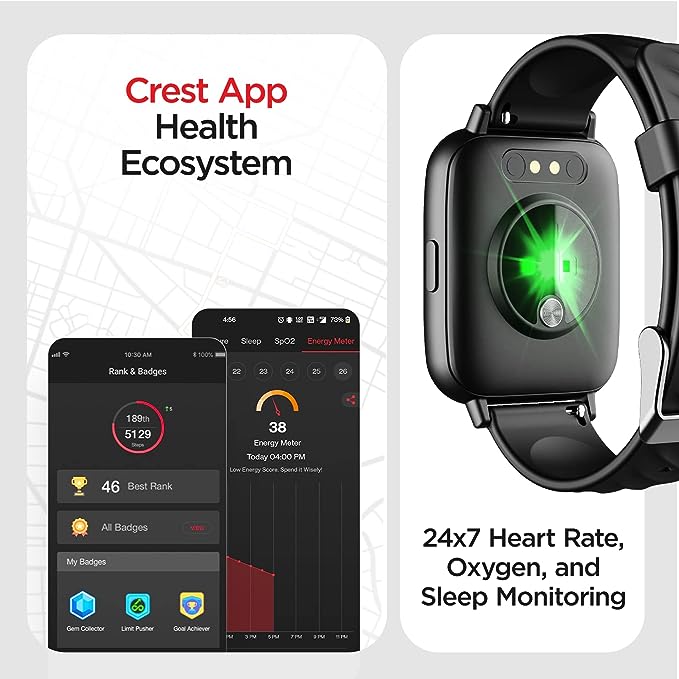 Crest App
Health
Ecosystem
10:30 AM
100%
Rank & Badges
189th
5129
Steps
5
46 Best Rank
All Badges
VIEW
My Badges
Gem Collector
Limit Pusher
Goal Achiever
4:56
73%
re Sleep SpO2 Energy Meter
22 23 24 25 26
38
Energy Meter
Today 04:00 PM
Low Energy Score. Spend it Wisely!
PM 3 PM 5 PM 7 PM 9 PM 11 PM
24x7 Heart Rate,
Oxygen, and
Sleep Monitoring